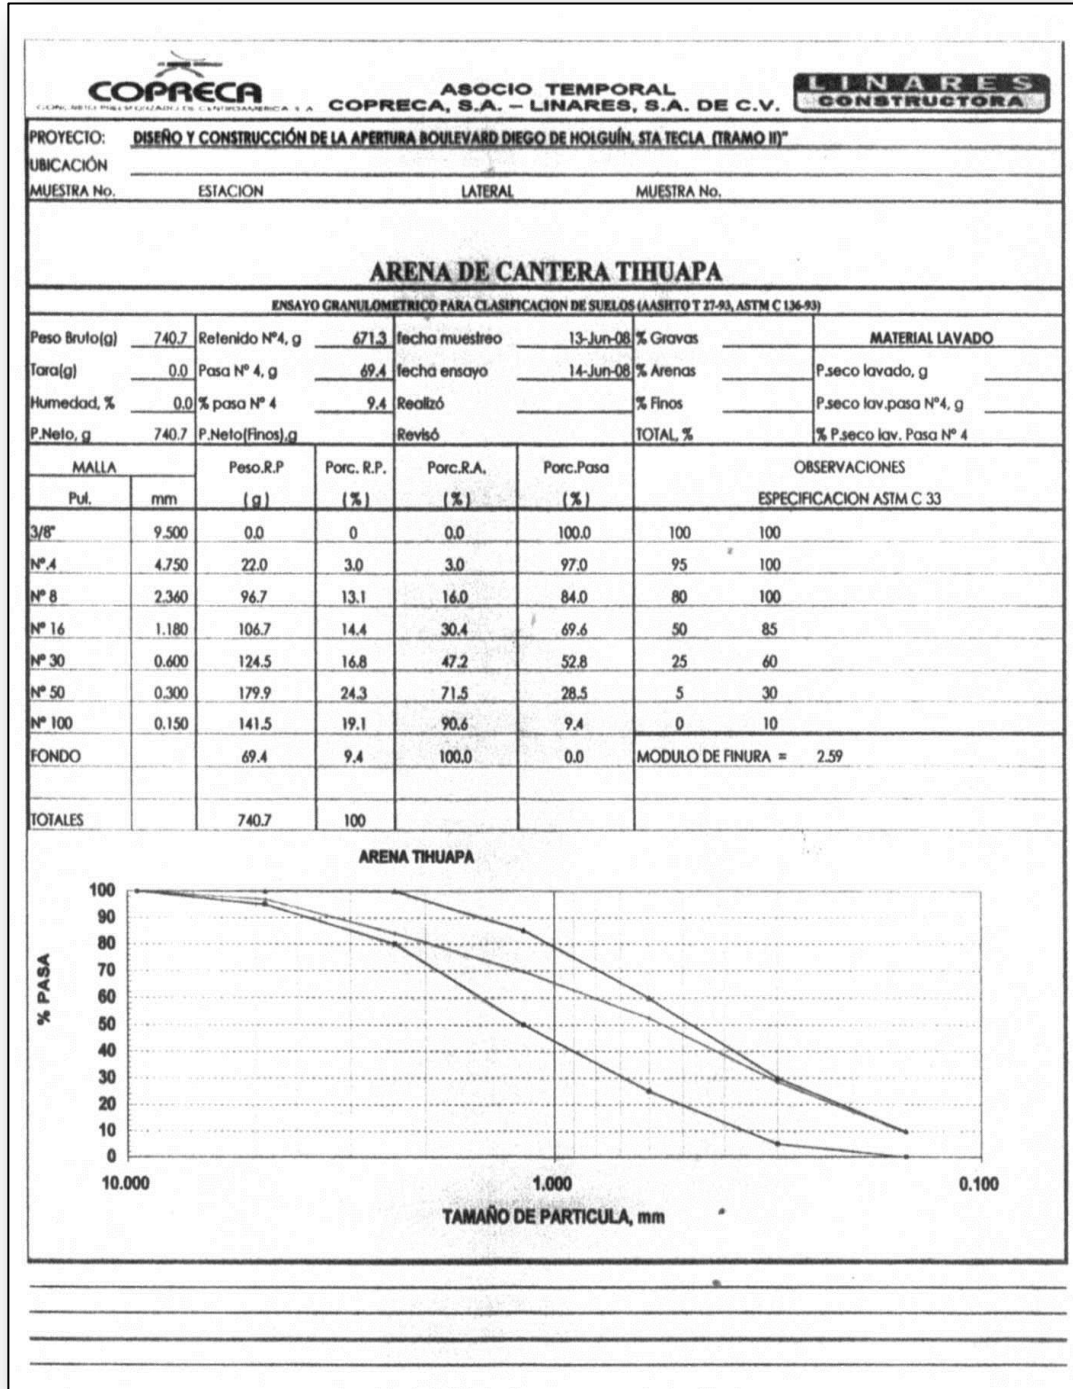 COPRECA
ASOCIO TEMPORAL
COPRECA, S.A. – LINARES, S.A. DE C.V.
LINARES
CONSTRUCTORA
PROYECTO: DISEÑO Y CONSTRUCCIÓN DE LA APERTURA BOULEVARD DIEGO DE HOLGUÍN, STA TECLA (TRAMO II)"
UBICACIÓN
MUESTRA No. ESTACION LATERAL MUESTRA No.
ARENA DE CANTERA TIHUAPA
ENSAYO GRANULOMETRICO PARA CLASIFICACION DE SUELOS (AASHTO T 27-93, ASTM C 136-93)
Peso Bruto(g) 740.7 Retenido Nº4, g 671.3 fecha muestreo 13-Jun-08 % Gravas MATERIAL LAVADO
Tara(g) 0.0 Pasa Nº 4, g 69.4 fecha ensayo 14-Jun-08 % Arenas P.seco lavado, g
Humedad, % 0.0 % pasa Nº 4 9.4 Realizó % Finos P.seco lav.pasa Nº4, g
P.Neto, g 740.7 P.Neto(Finos),g Revisó TOTAL, % % P.seco lav. Pasa Nº 4
MALLA Peso.R.P Porc. R.P. Porc.R.A. Porc.Pasa OBSERVACIONES
Pul. mm (g) (%) (%) (%) ESPECIFICACION ASTM C 33
3/8" 9.500 0.0 0 0.0 100.0 100 100
Nº.4 4.750 22.0 3.0 3.0 97.0 95 100
Nº 8 2.360 96.7 13.1 16.0 84.0 80 100
Nº 16 1.180 106.7 14.4 30.4 69.6 50 85
Nº 30 0.600 124.5 16.8 47.2 52.8 25 60
Nº 50 0.300 179.9 24.3 71.5 28.5 5 30
Nº 100 0.150 141.5 19.1 90.6 9.4 0 10
FONDO 69.4 9.4 100.0 0.0 MODULO DE FINURA = 2.59
TOTALES 740.7 100
ARENA TIHUAPA
% PASA
100
90
80
70
60
50
40
30
20
10
0
10.000 1.000 0.100
TAMAÑO DE PARTICULA, mm